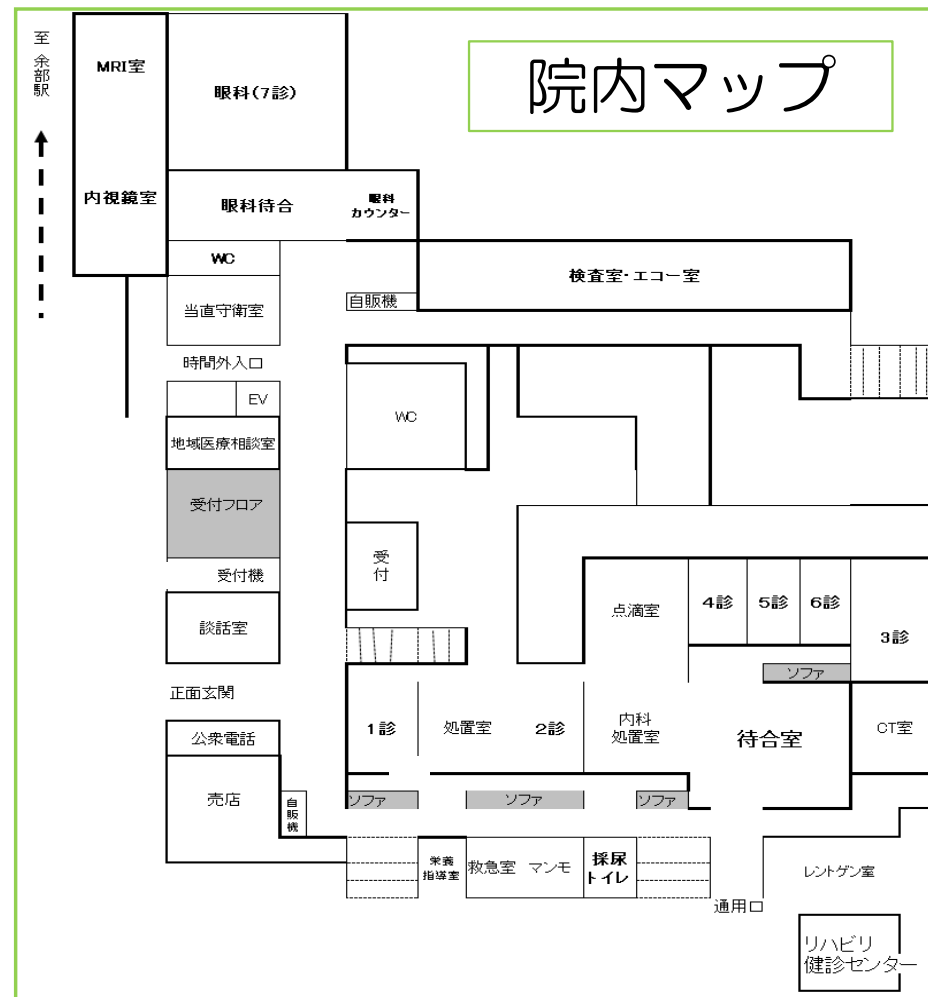 院内マップ
至 余部駅
MRI室
眼科(7診)
内視鏡室
眼科待合
眼科
カウンター
WC
検査室・エコー室
当直守衛室
自販機
時間外入口
EV
WC
地域医療相談室
受付フロア
受付
受付機
点滴室
4診
5診
6診
談話室
3診
ソファ
正面玄関
1診
処置室
2診
内科
処置室
待合室
CT室
公衆電話
売店
自販機
ソファ
ソファ
ソファ
栄養
指導室
救急室
マンモ
採尿
トイレ
レントゲン室
通用口
リハビリ
健診センター